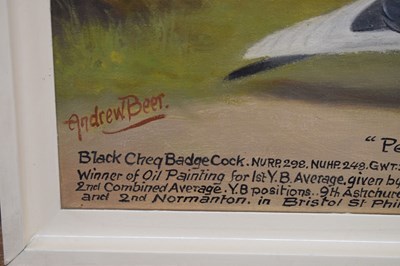 Andrew Beer.
"Pe
Black Cheq Badge Cock. NURP. 298. NUHP. 249. GWT.
Winner of Oil Painting for 1st Y.B. Average. given by
2nd Combined Average. Y.B positions. 9th Ashchurc
and 2nd Normanton. in Bristol St Phil